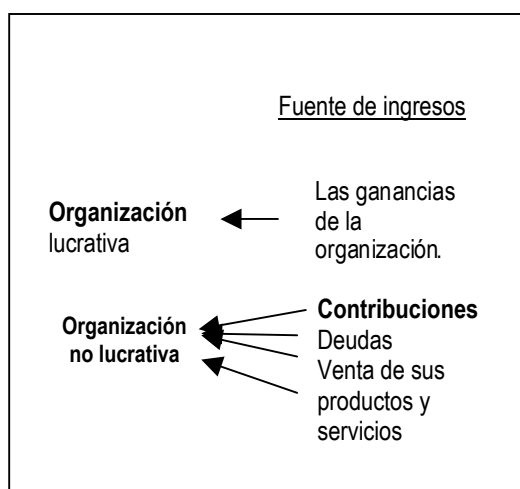 Fuente de ingresos
Organización
lucrativa
Las ganancias
de la
organización.
Organización
no lucrativa
Contribuciones
Deudas
Venta de sus
productos y
servicios